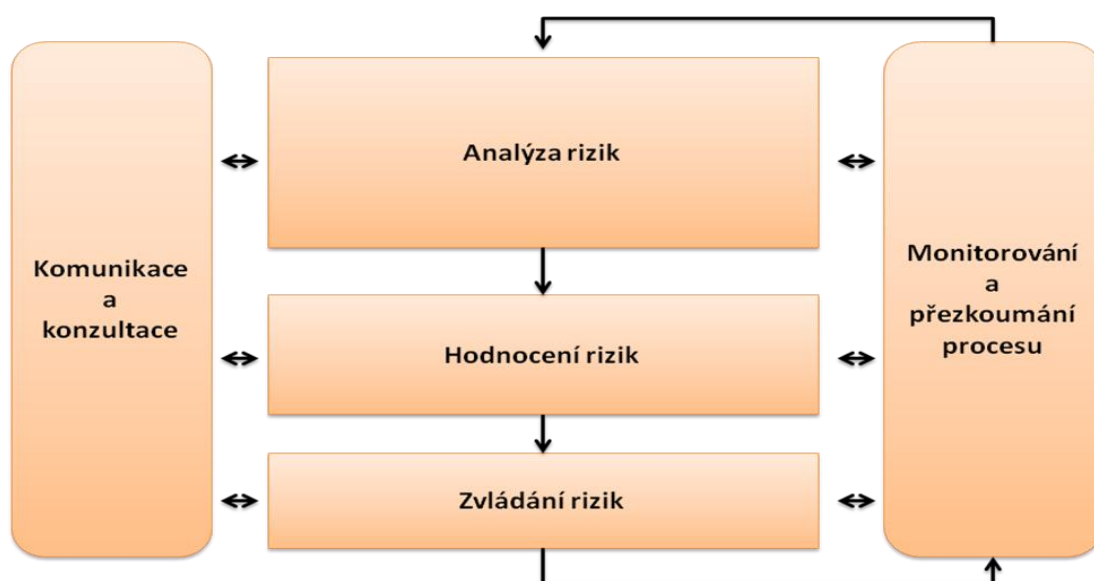 Analýza rizik
Komunikace
a
konzultace
Hodnocení rizik
Monitorování
a
přezkoumání
procesu
Zvládání rizik